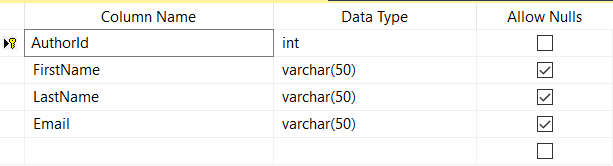 Column Name Data Type Allow Nulls
AuthorId int
FirstName varchar(50)
LastName varchar(50)
Email varchar(50)